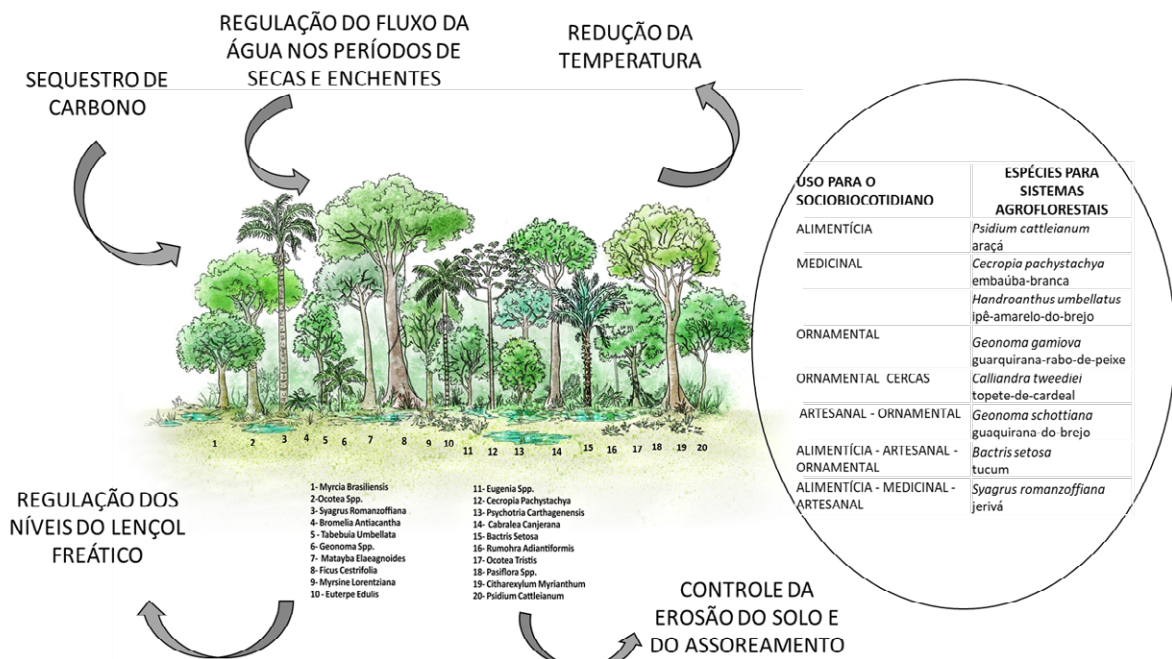 REGULAÇÃO DO FLUXO DA
ÁGUA NOS PERÍODOS DE
SECAS E ENCHENTES
REDUÇÃO DA
TEMPERATURA
SEQUESTRO DE
CARBONO
USO PARA O
SOCIOBIOCOTIDIANO
ESPÉCIES PARA
SISTEMAS
AGROFLORESTAIS
ALIMENTÍCIA
Psidium cattleianum
araçá
MEDICINAL
Cecropia pachystachya
embaúba-branca
Handroanthus umbellatus
ipê-amarelo-do-brejo
ORNAMENTAL
Geonoma gamiova
guarquirana-rabo-de-peixe
ORNAMENTAL CERCAS
Calliandra tweediei
topete-de-cardeal
ARTESANAL - ORNAMENTAL
Geonoma schottiana
guaquirana-do-brejo
ALIMENTÍCIA - ARTESANAL -
ORNAMENTAL
Bactris setosa
tucum
ALIMENTÍCIA - MEDICINAL -
ARTESANAL
Syagrus romanzoffiana
jerivá
1 2 3 4 5 6 7 8 9 10 11 12 13 14 15 16 17 18 19 20
REGULAÇÃO DOS
NÍVEIS DO LENÇOL
FREÁTICO
1- Myrcia Brasiliensis
2-Ocotea Spp.
3- Syagrus Romanzoffiana
4- Bromelia Antiacantha
5 - Tabebuia Umbellata
6- Geonoma Spp.
7- Matayba Elaeagnoides
8- Ficus Cestrifolia
9- Myrsine Lorentziana
10 - Euterpe Edulis
11- Eugenia Spp.
12- Cecropia Pachystachya
13- Psychotria Carthagenensis
14- Cabralea Canjerana
15- Bactris Setosa
16- Rumohra Adiantiformis
17- Ocotea Tristis
18- Pasiflora Spp.
19- Citharexylum Myrianthum
20- Psidium Cattleianum
CONTROLE DA
EROSÃO DO SOLO E
DO ASSOREAMENTO